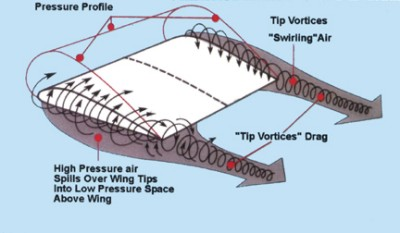 Pressure Profile
Tip Vortices
"Swirling"Air
"Tip Vortices" Drag
High Pressure air
Spills Over Wing Tips
Into Low Pressure Space
Above Wing